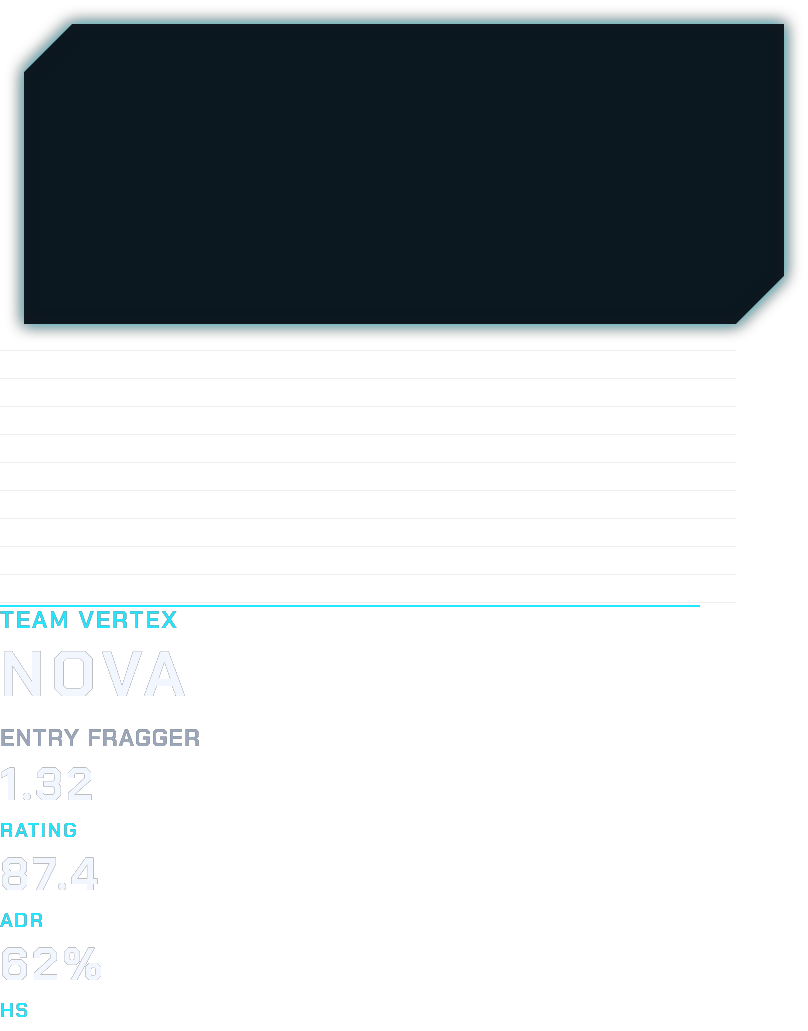 TEAM VERTEX
NOVA
ENTRY FRAGGER
1.32
RATING
87.4
ADR
62%
HS